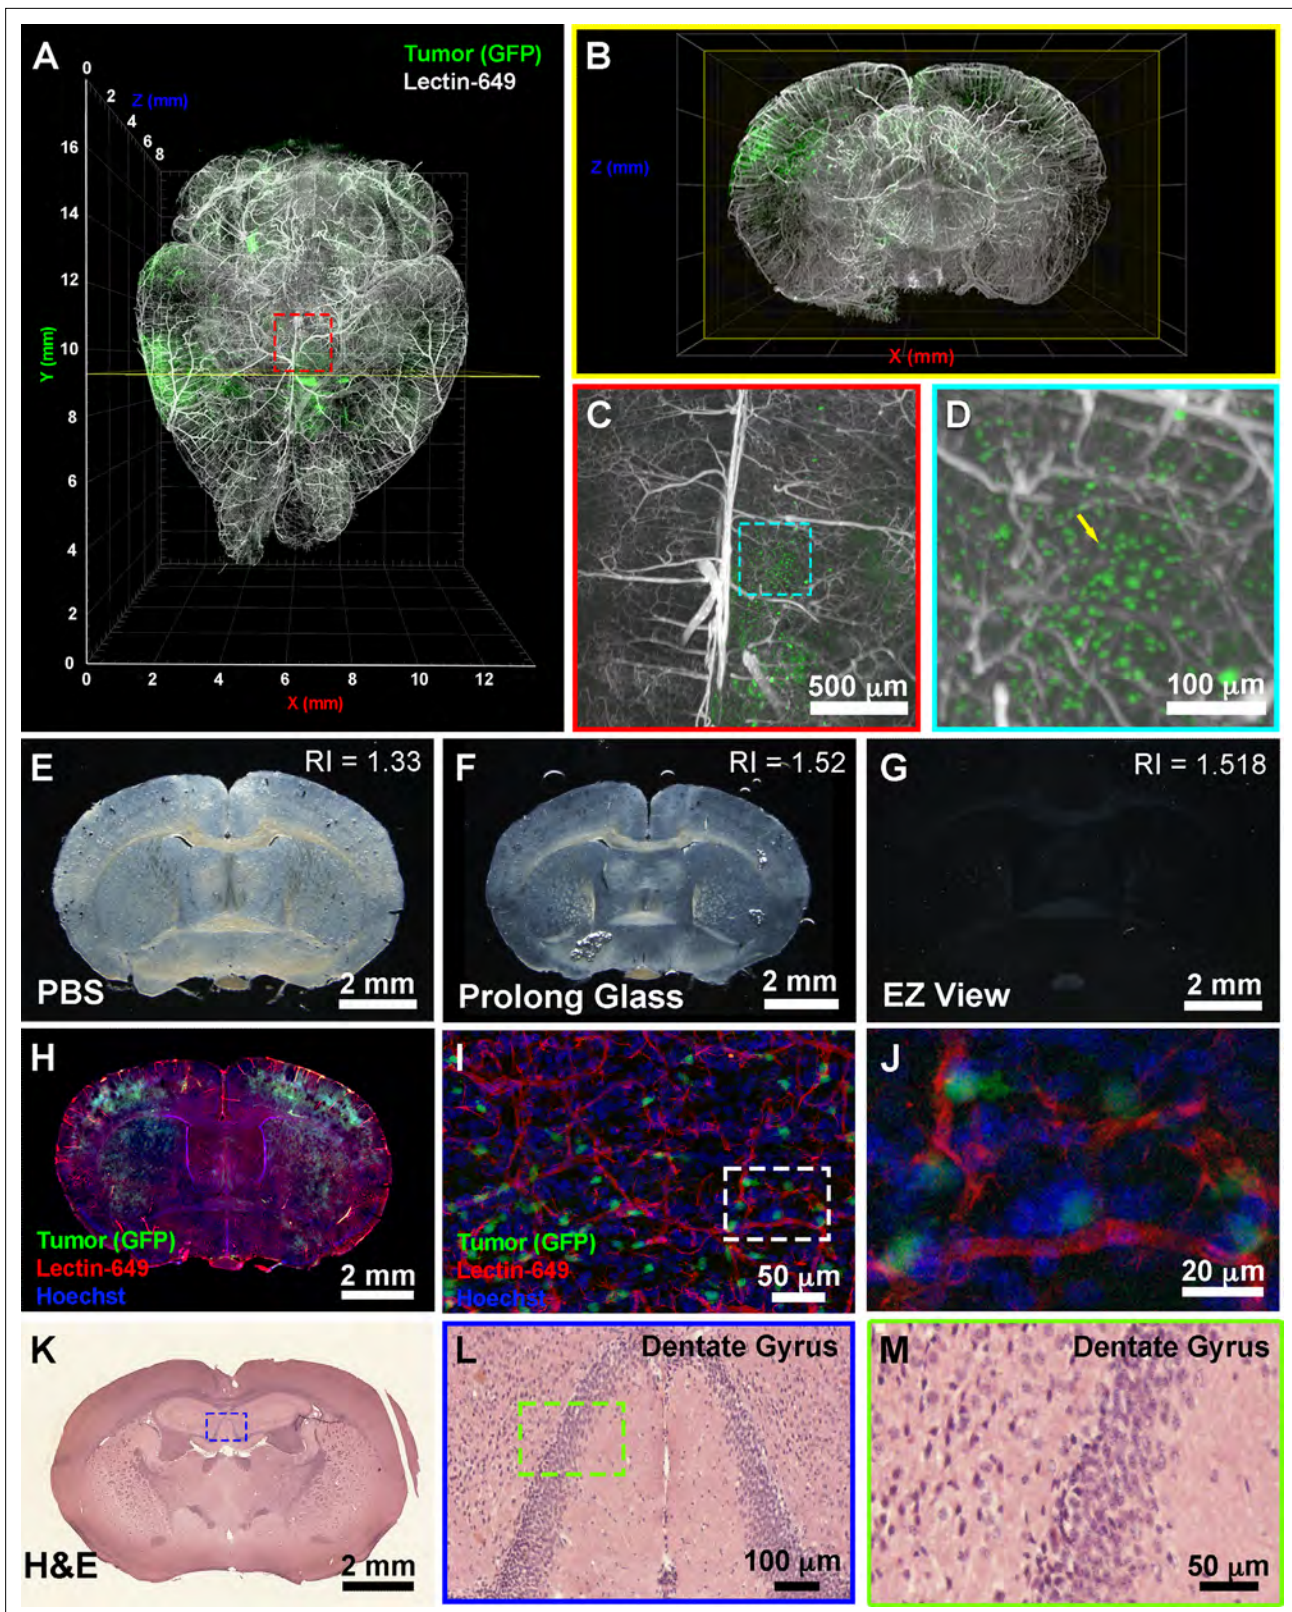 A
Tumor (GFP)
Lectin-649
0
2
4
6
8
Z (mm)
16
14
12
10
8
6
4
2
0
Y (mm)
0
2
4
6
8
10
12
X (mm)
B
Z (mm)
X (mm)
C
500 μm
D
100 μm
E
RI = 1.33
PBS
2 mm
F
RI = 1.52
Prolong Glass
2 mm
G
RI = 1.518
EZ View
2 mm
H
Tumor (GFP)
Lectin-649
Hoechst
2 mm
I
Tumor (GFP)
Lectin-649
Hoechst
50 μm
J
20 μm
K
H&E
2 mm
L
Dentate Gyrus
100 μm
M
Dentate Gyrus
50 μm